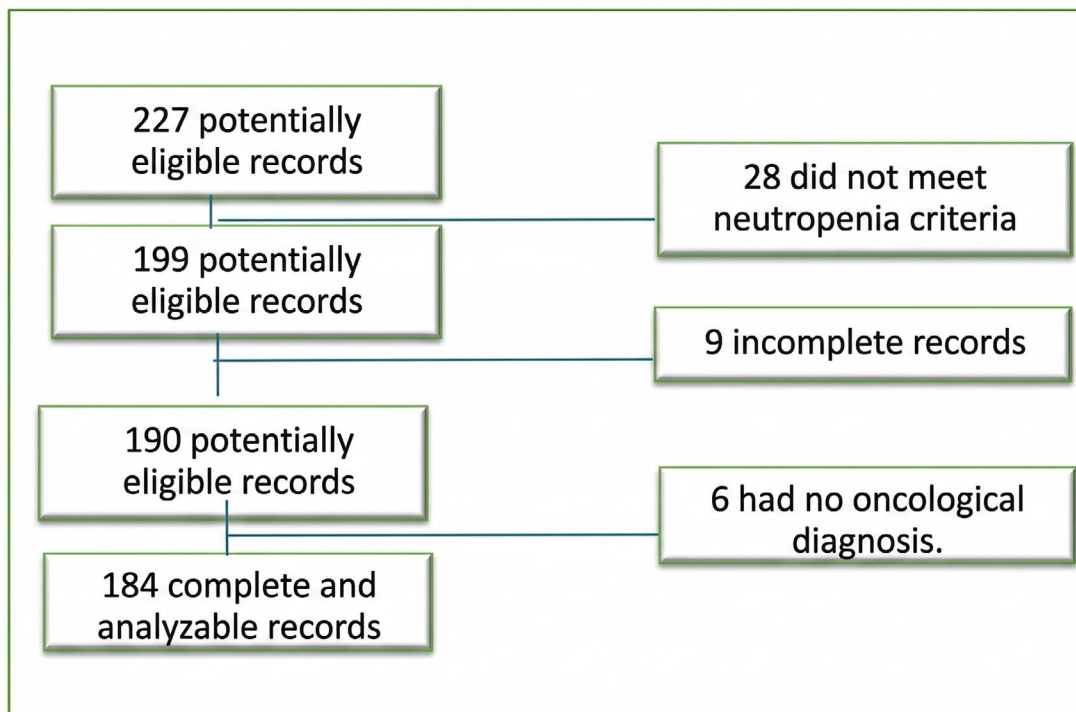 227 potentially
eligible records
28 did not meet
neutropenia criteria
199 potentially
eligible records
9 incomplete records
190 potentially
eligible records
6 had no oncological
diagnosis.
184 complete and
analyzable records